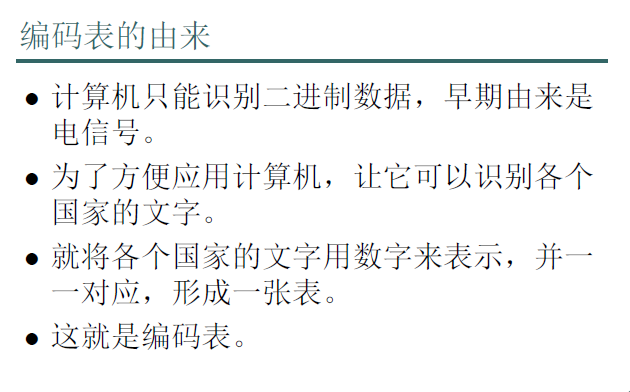 编码表的由来
● 计算机只能识别二进制数据，早期由来是
电信号。
● 为了方便应用计算机，让它可以识别各个
国家的文字。
● 就将各个国家的文字用数字来表示，并一
一对应，形成一张表。
● 这就是编码表。